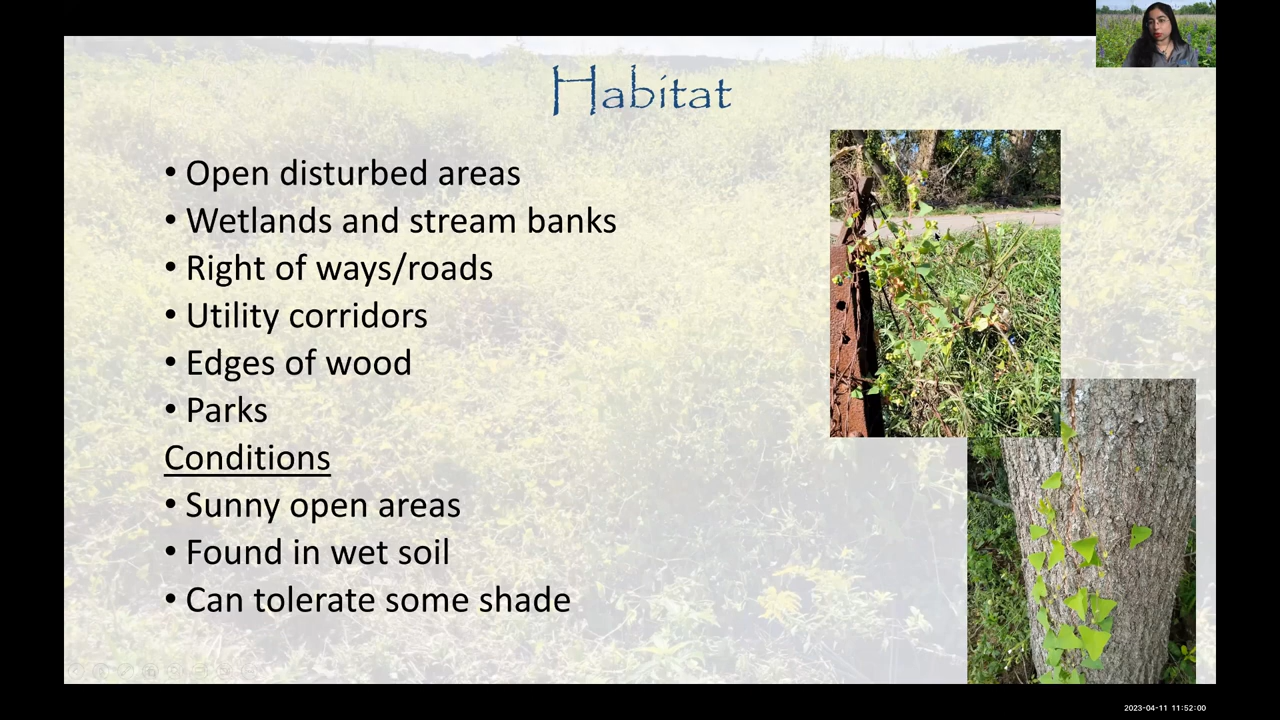 Habitat
• Open disturbed areas
• Wetlands and stream banks
• Right of ways/roads
• Utility corridors
• Edges of wood
• Parks
Conditions
• Sunny open areas
• Found in wet soil
• Can tolerate some shade
2023-04-11 11:52:00